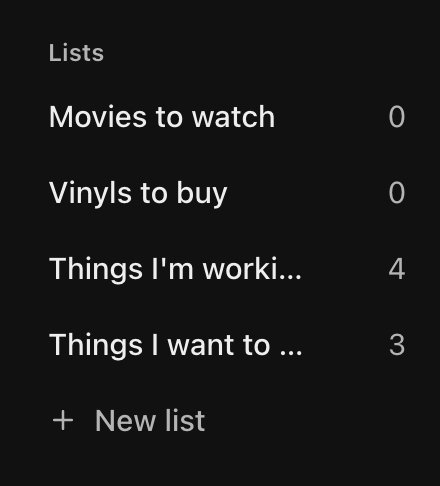 Lists
Movies to watch 0
Vinyls to buy 0
Things I'm worki... 4
Things I want to ... 3
+ New list